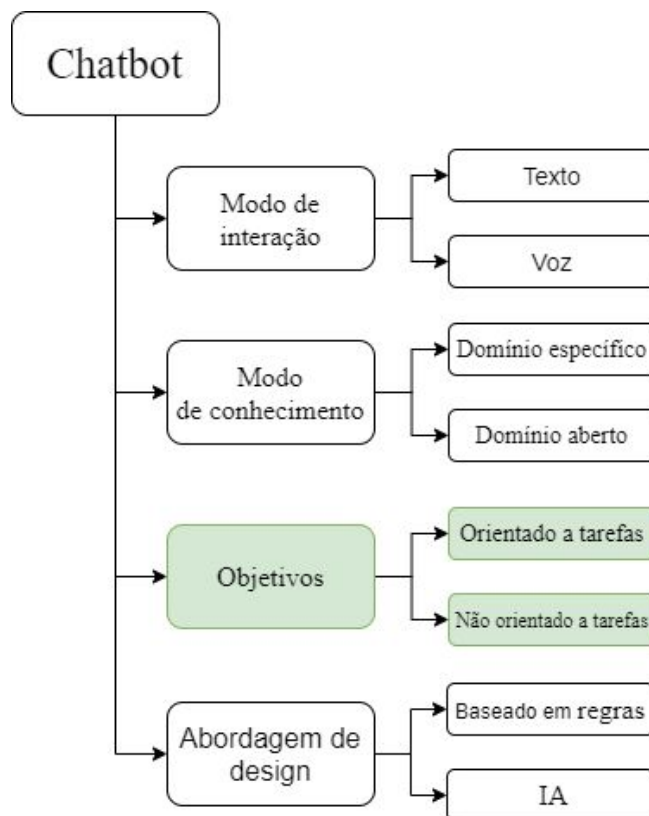 Chatbot
Modo de
interação
Texto
Voz
Modo
de conhecimento
Domínio específico
Domínio aberto
Objetivos
Orientado a tarefas
Não orientado a tarefas
Abordagem de
design
Baseado em regras
IA